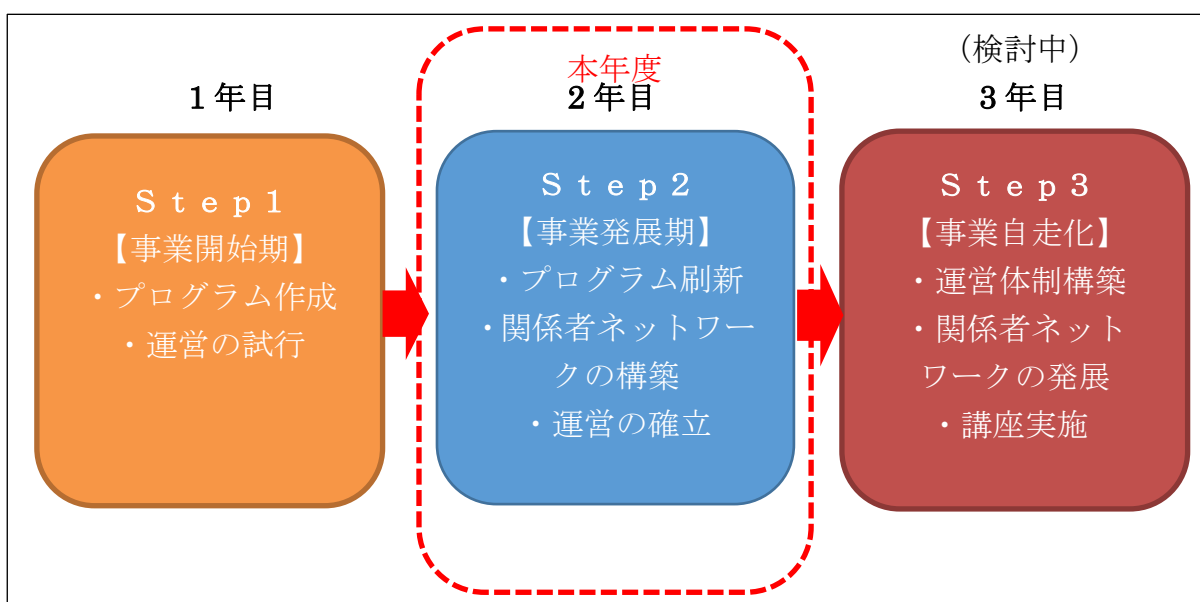 1年目
Ｓｔｅｐ１
【事業開始期】
・プログラム作成
・運営の試行
本年度
2年目
Ｓｔｅｐ２
【事業発展期】
・プログラム刷新
・関係者ネットワー
クの構築
・運営の確立
（検討中）
3年目
Ｓｔｅｐ３
【事業自走化】
・運営体制構築
・関係者ネット
ワークの発展
・講座実施